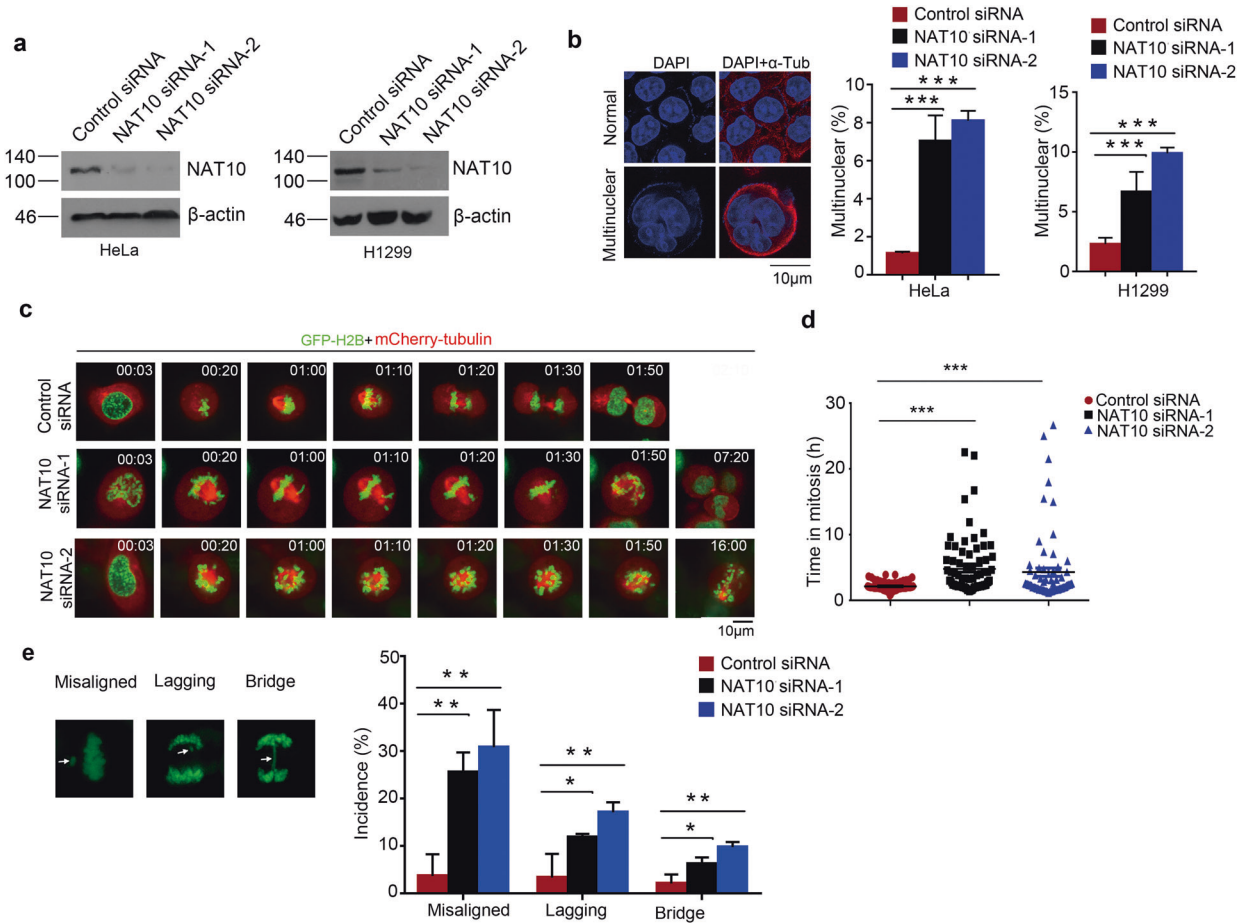 a
Control siRNA
NAT10 siRNA-1
NAT10 siRNA-2
140
100
46
NAT10
β-actin
HeLa
Control siRNA
NAT10 siRNA-1
NAT10 siRNA-2
140
100
46
NAT10
β-actin
H1299
b
DAPI
DAPI+α-Tub
Normal
Multinuclear
10μm
Control siRNA
NAT10 siRNA-1
NAT10 siRNA-2
Multinuclear (%)
10
8
6
4
2
0
***
***
HeLa
Control siRNA
NAT10 siRNA-1
NAT10 siRNA-2
Multinuclear (%)
15
10
5
0
***
***
H1299
c
GFP-H2B+mCherry-tubulin
Control
siRNA
00:03
00:20
01:00
01:10
01:20
01:30
01:50
NAT10
siRNA-1
00:03
00:20
01:00
01:10
01:20
01:30
01:50
07:20
NAT10
siRNA-2
00:03
00:20
01:00
01:10
01:20
01:30
01:50
16:00
10μm
d
Time in mitosis (h)
30
20
10
0
***
***
Control siRNA
NAT10 siRNA-1
NAT10 siRNA-2
e
Misaligned
Lagging
Bridge
Incidence (%)
50
40
30
20
10
0
**
**
**
*
**
*
Misaligned
Lagging
Bridge
Control siRNA
NAT10 siRNA-1
NAT10 siRNA-2